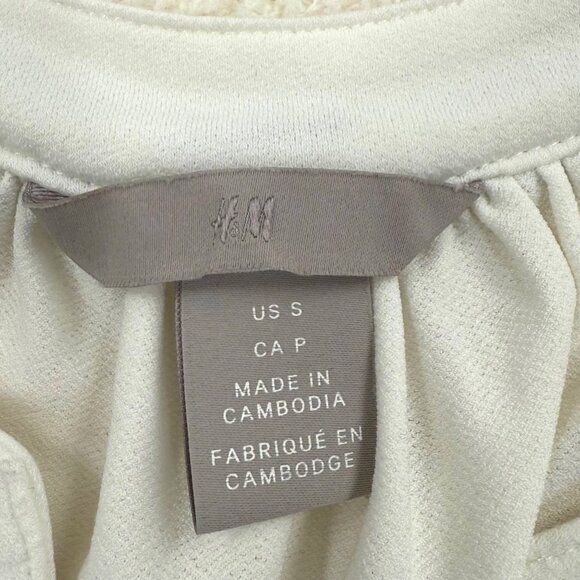 H&M
US S
CA P
MADE IN
CAMBODIA
FABRIQUÉ EN
CAMBODGE